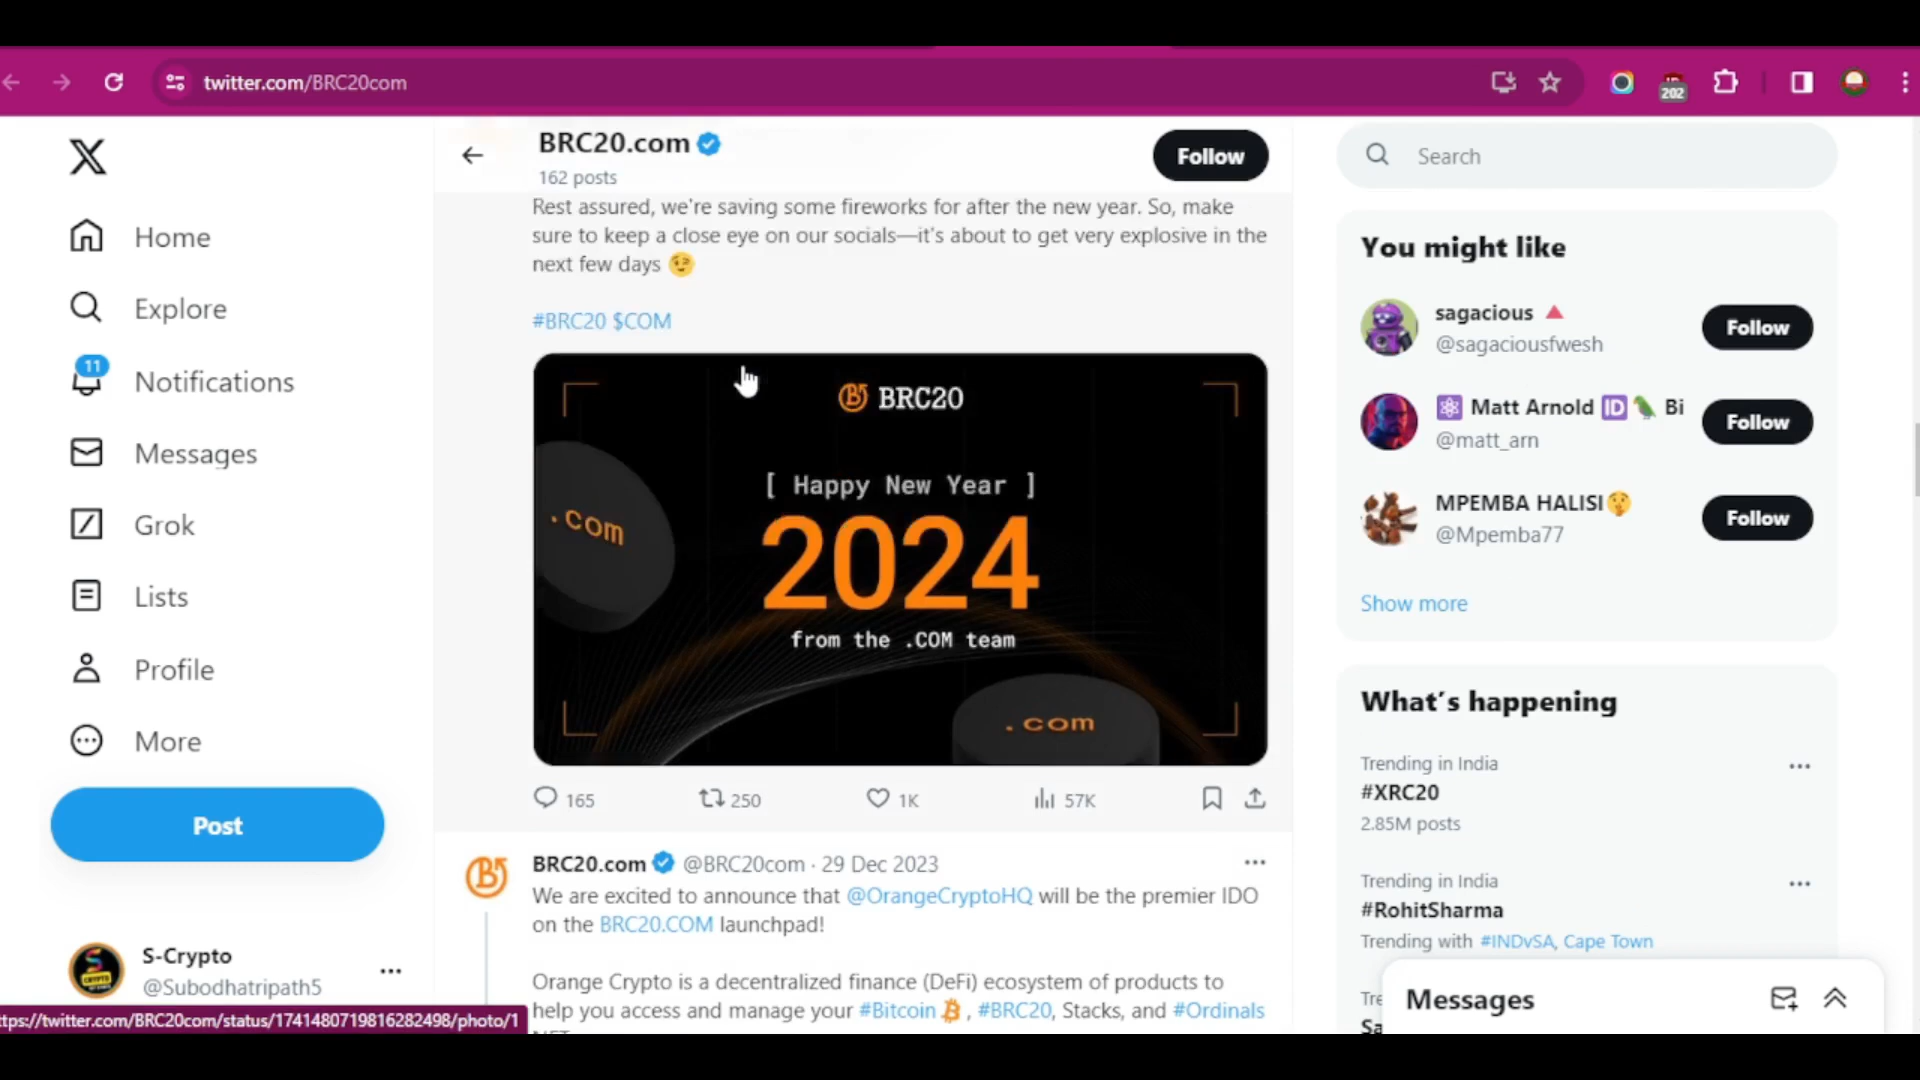 twitter.com/BRC20com
202
Home
Explore
11
Notifications
Messages
Grok
Lists
Profile
More
Post
S-Crypto
@Subodhatripath5
tps://twitter.com/BRC20com/status/1741480719816282498/photo/1
BRC20.com
162 posts
Follow
Rest assured, we're saving some fireworks for after the new year. So, make
sure to keep a close eye on our socials—it's about to get very explosive in the
next few days 😉
#BRC20 $COM
BRC20
[ Happy New Year ]
2024
from the .COM team
.com
.com
165
250
1K
57K
BRC20.com @BRC20com · 29 Dec 2023
We are excited to announce that @OrangeCryptoHQ will be the premier IDO
on the BRC20.COM launchpad!
Orange Crypto is a decentralized finance (DeFi) ecosystem of products to
help you access and manage your #Bitcoin, #BRC20, Stacks, and #Ordinals
Search
You might like
sagacious 🔺
@sagaciousfwesh
Follow
⚛ Matt Arnold 🆔 🦜 Bi
@matt_arn
Follow
MPEMBA HALISI🤫
@Mpemba77
Follow
Show more
What's happening
Trending in India
#XRC20
2.85M posts
Trending in India
#RohitSharma
Trending with #INDvSA, Cape Town
Messages